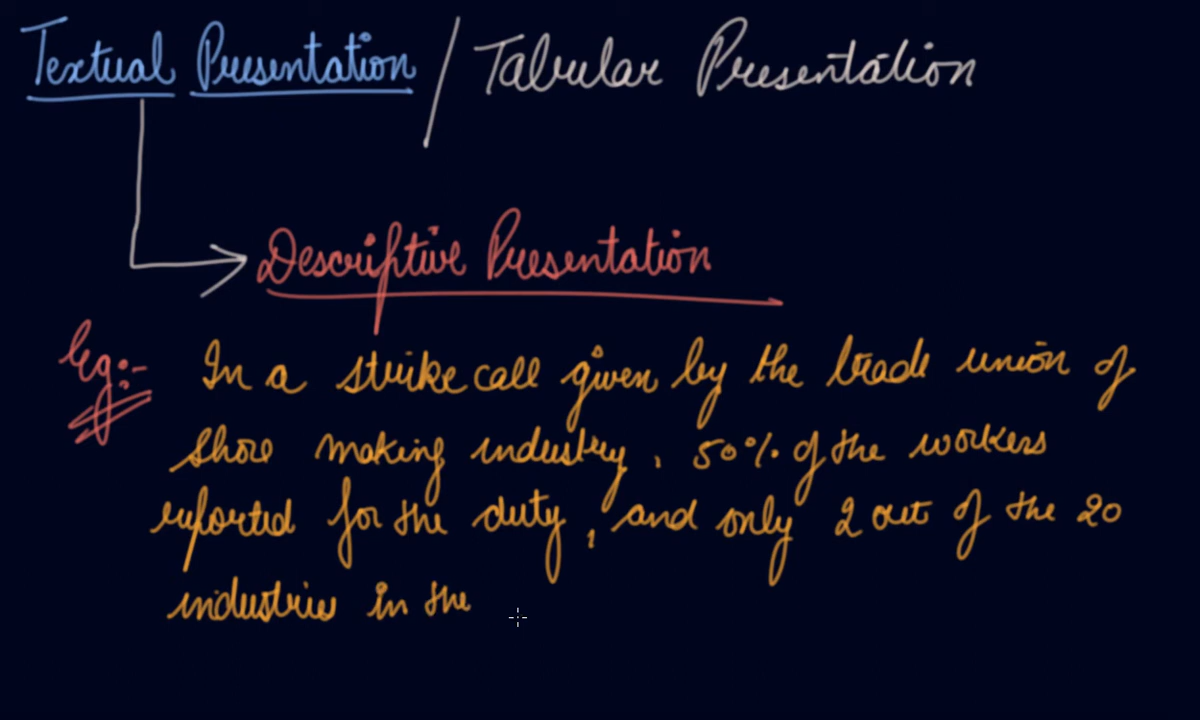 Textual Presentation / Tabular Presentation
Descriptive Presentation
Eg:- In a strike call given by the trade union of
shoe making industry, 50% of the workers
reported for the duty, and only 2 out of the 20
industries in the